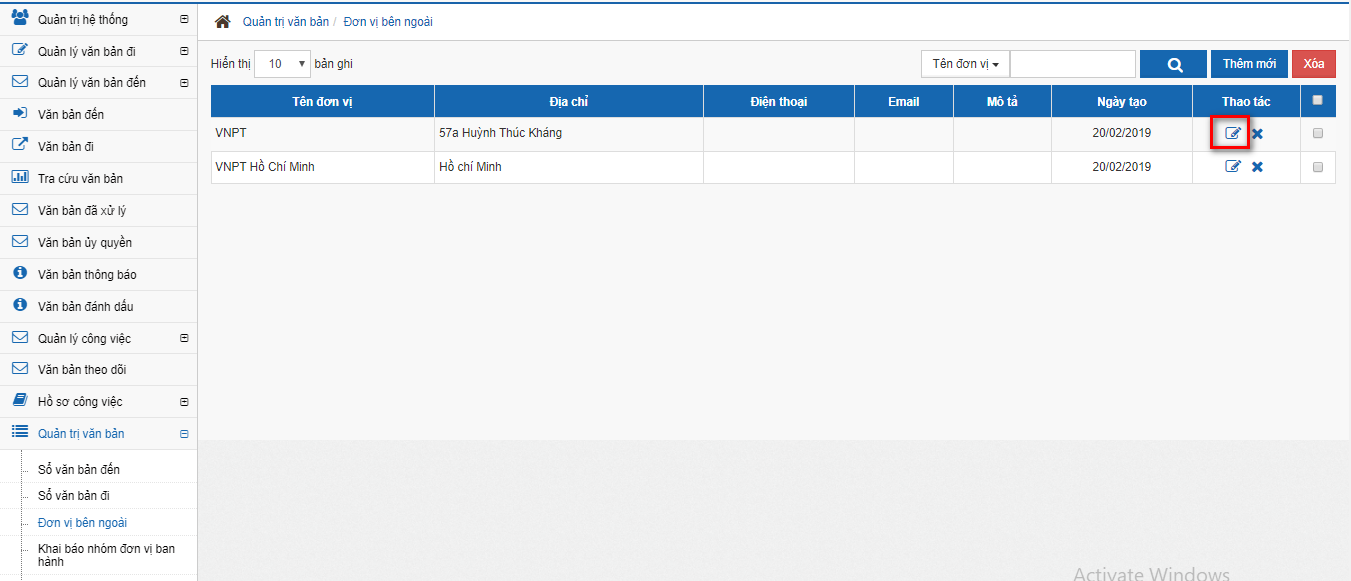 Quản trị hệ thống
Quản lý văn bản đi
Quản lý văn bản đến
Văn bản đến
Văn bản đi
Tra cứu văn bản
Văn bản đã xử lý
Văn bản ủy quyền
Văn bản thông báo
Văn bản đánh dấu
Quản lý công việc
Văn bản theo dõi
Hồ sơ công việc
Quản trị văn bản
Sổ văn bản đến
Sổ văn bản đi
Đơn vị bên ngoài
Khai báo nhóm đơn vị ban
hành
Quản trị văn bản / Đơn vị bên ngoài
Hiển thị 10 bản ghi
Tên đơn vị
Thêm mới
Xóa
Tên đơn vị Địa chỉ Điện thoại Email Mô tả Ngày tạo Thao tác
VNPT 57a Huỳnh Thúc Kháng 20/02/2019
VNPT Hồ Chí Minh Hồ chí Minh 20/02/2019
Activate Windows